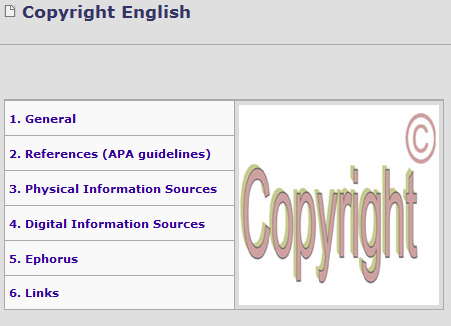 Copyright English
1. General
2. References (APA guidelines)
3. Physical Information Sources
4. Digital Information Sources
5. Ephorus
6. Links
©
Copyright